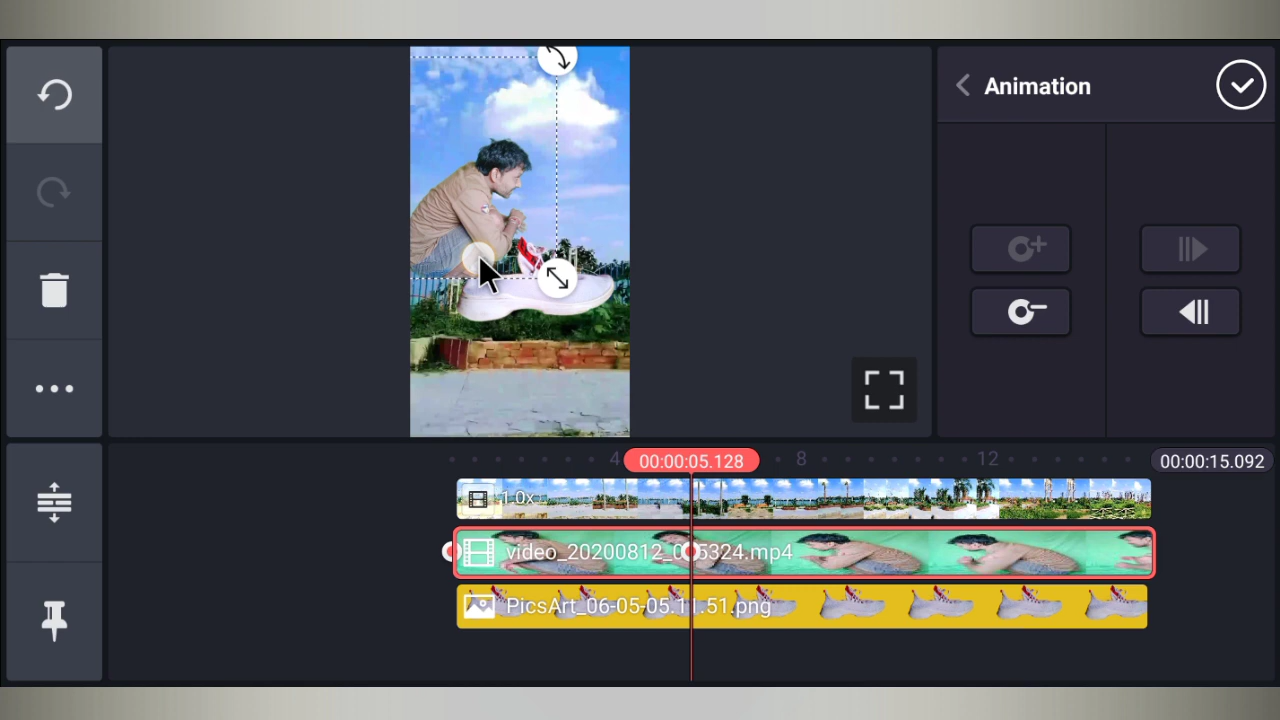 Animation
4
00:00:05.128
8
12
00:00:15.092
1.0x
video_20200812_0 5324.mp4
PicsArt_06-05-05.11.51.png